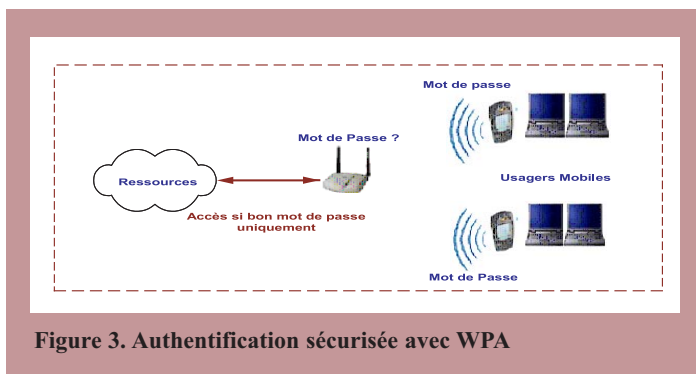 Mot de passe
Mot de Passe ?
Ressources
Usagers Mobiles
Accès si bon mot de passe
uniquement
Mot de Passe
Figure 3. Authentification sécurisée avec WPA